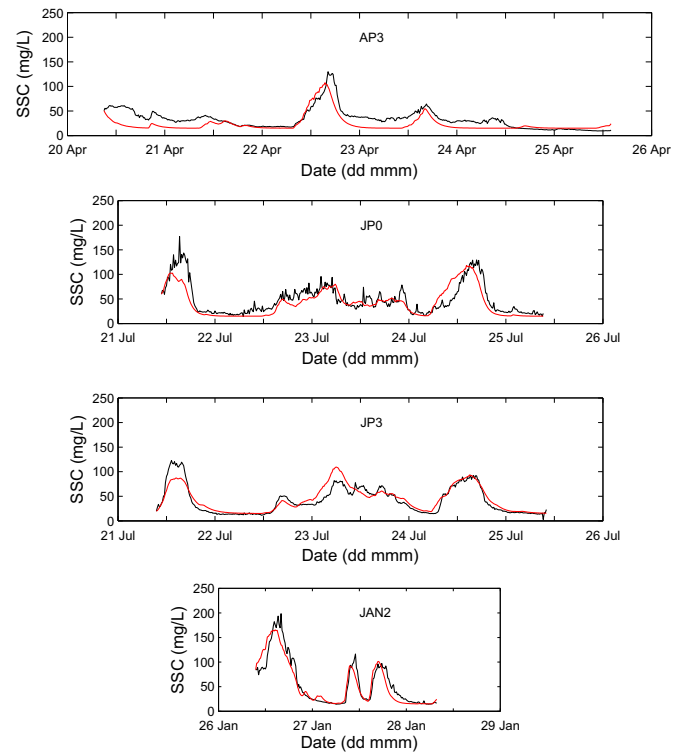 250
200
150
100
50
0
SSC (mg/L)
AP3
20 Apr 21 Apr 22 Apr 23 Apr 24 Apr 25 Apr 26 Apr
Date (dd mmm)
250
200
150
100
50
0
SSC (mg/L)
JP0
21 Jul 22 Jul 23 Jul 24 Jul 25 Jul 26 Jul
Date (dd mmm)
250
200
150
100
50
0
SSC (mg/L)
JP3
21 Jul 22 Jul 23 Jul 24 Jul 25 Jul 26 Jul
Date (dd mmm)
250
200
150
100
50
0
SSC (mg/L)
JAN2
26 Jan 27 Jan 28 Jan 29 Jan
Date (dd mmm)